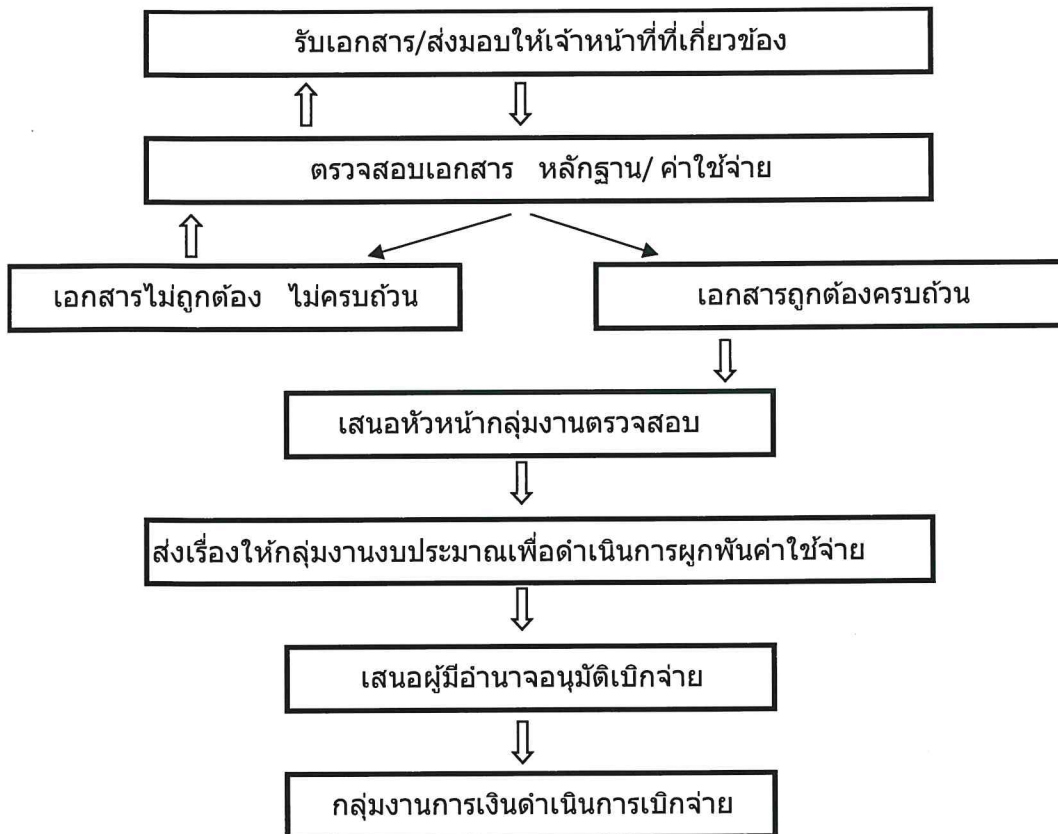 รับเอกสาร/ส่งมอบให้เจ้าหน้าที่ที่เกี่ยวข้อง
ตรวจสอบเอกสาร หลักฐาน/ ค่าใช้จ่าย
เอกสารไม่ถูกต้อง ไม่ครบถ้วน
เอกสารถูกต้องครบถ้วน
เสนอหัวหน้ากลุ่มงานตรวจสอบ
ส่งเรื่องให้กลุ่มงานงบประมาณเพื่อดำเนินการผูกพันค่าใช้จ่าย
เสนอผู้มีอำนาจอนุมัติเบิกจ่าย
กลุ่มงานการเงินดำเนินการเบิกจ่าย